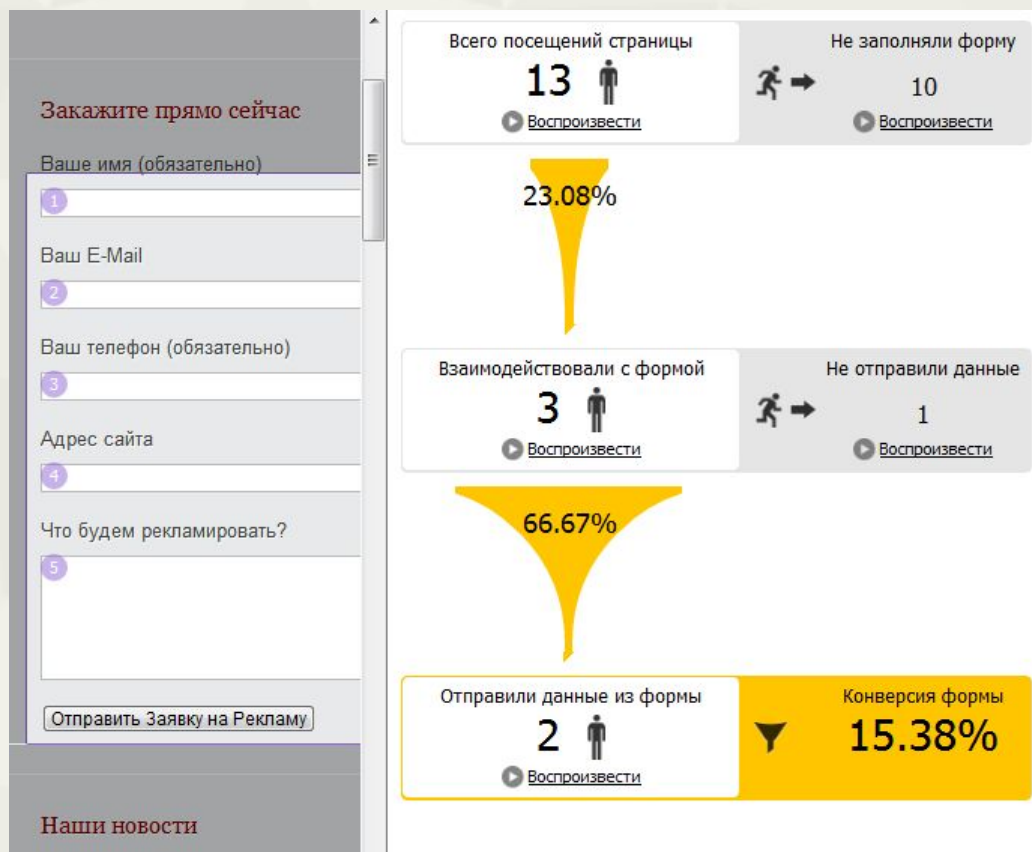 Закажите прямо сейчас
Ваше имя (обязательно)
1
Ваш E-Mail
2
Ваш телефон (обязательно)
3
Адрес сайта
4
Что будем рекламировать?
5
Отправить Заявку на Рекламу
Наши новости
Всего посещений страницы
13
Воспроизвести
Не заполняли форму
10
Воспроизвести
23.08%
Взаимодействовали с формой
3
Воспроизвести
Не отправили данные
1
Воспроизвести
66.67%
Отправили данные из формы
2
Воспроизвести
Конверсия формы
15.38%